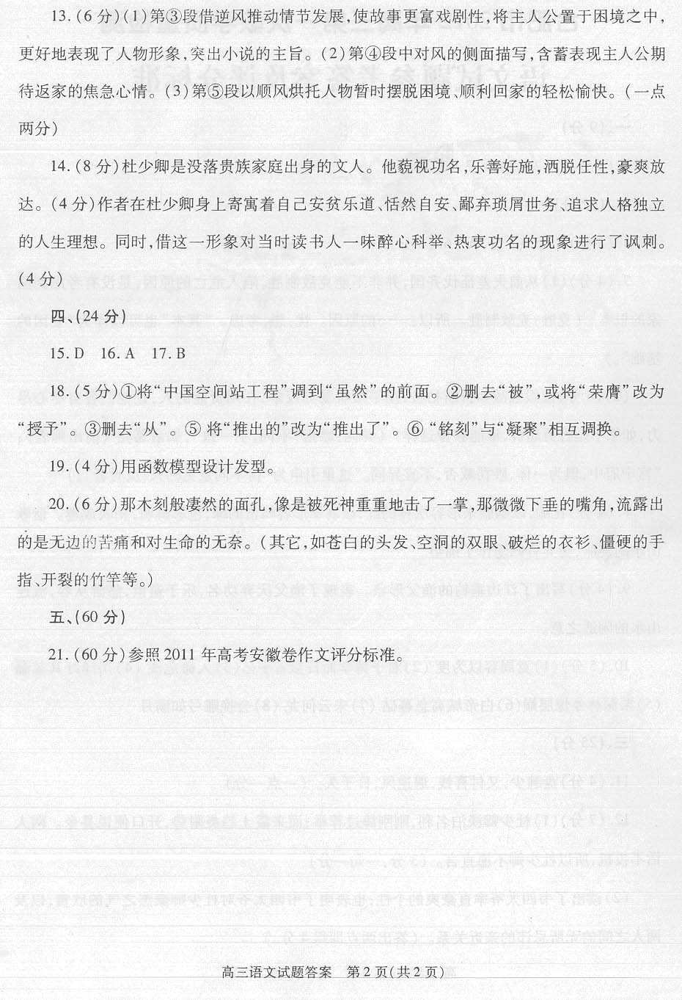 13.(6分)(1)第③段借逆风推动情节发展,使故事更富戏剧性,将主人公置于困境之中,
更好地表现了人物形象,突出小说的主旨。(2)第④段中对风的侧面描写,含蓄表现主人公期
待返家的焦急心情。(3)第⑤段以顺风烘托人物暂时摆脱困境、顺利回家的轻松愉快。(一点
两分)
14.(8分)杜少卿是没落贵族家庭出身的文人。他藐视功名,乐善好施,洒脱任性,豪爽放
达。(4分)作者在杜少卿身上寄寓着自己安贫乐道、恬然自安、鄙弃琐屑世务、追求人格独立
的人生理想。同时,借这一形象对当时读书人一味醉心科举、热衷功名的现象进行了讽刺。
(4分)
四、(24分)
15.D 16.A 17.B
18.(5分)①将“中国空间站工程”调到“虽然”的前面。②删去“被”,或将“荣膺”改为
“授予”。③删去“从”。⑤ 将“推出的”改为“推出了”。⑥ “铭刻”与“凝聚”相互调换。
19.(4分)用函数模型设计发型。
20.(6分)那木刻般凄然的面孔,像是被死神重重地击了一掌,那微微下垂的嘴角,流露出
的是无边的苦痛和对生命的无奈。(其它,如苍白的头发、空洞的双眼、破烂的衣衫、僵硬的手
指、开裂的竹竿等。)
五、(60分)
21.(60分)参照2011年高考安徽卷作文评分标准。
高三语文试题答案 第2页(共2页)